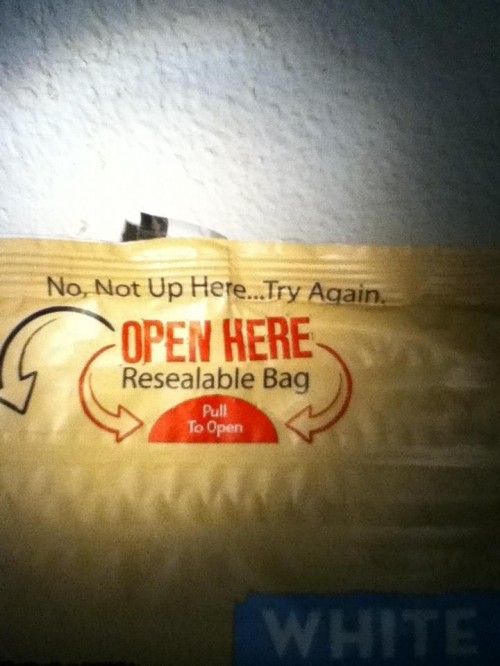 No, Not Up Here...Try Again.
OPEN HERE
Resealable Bag
Pull
To Open
WHITE